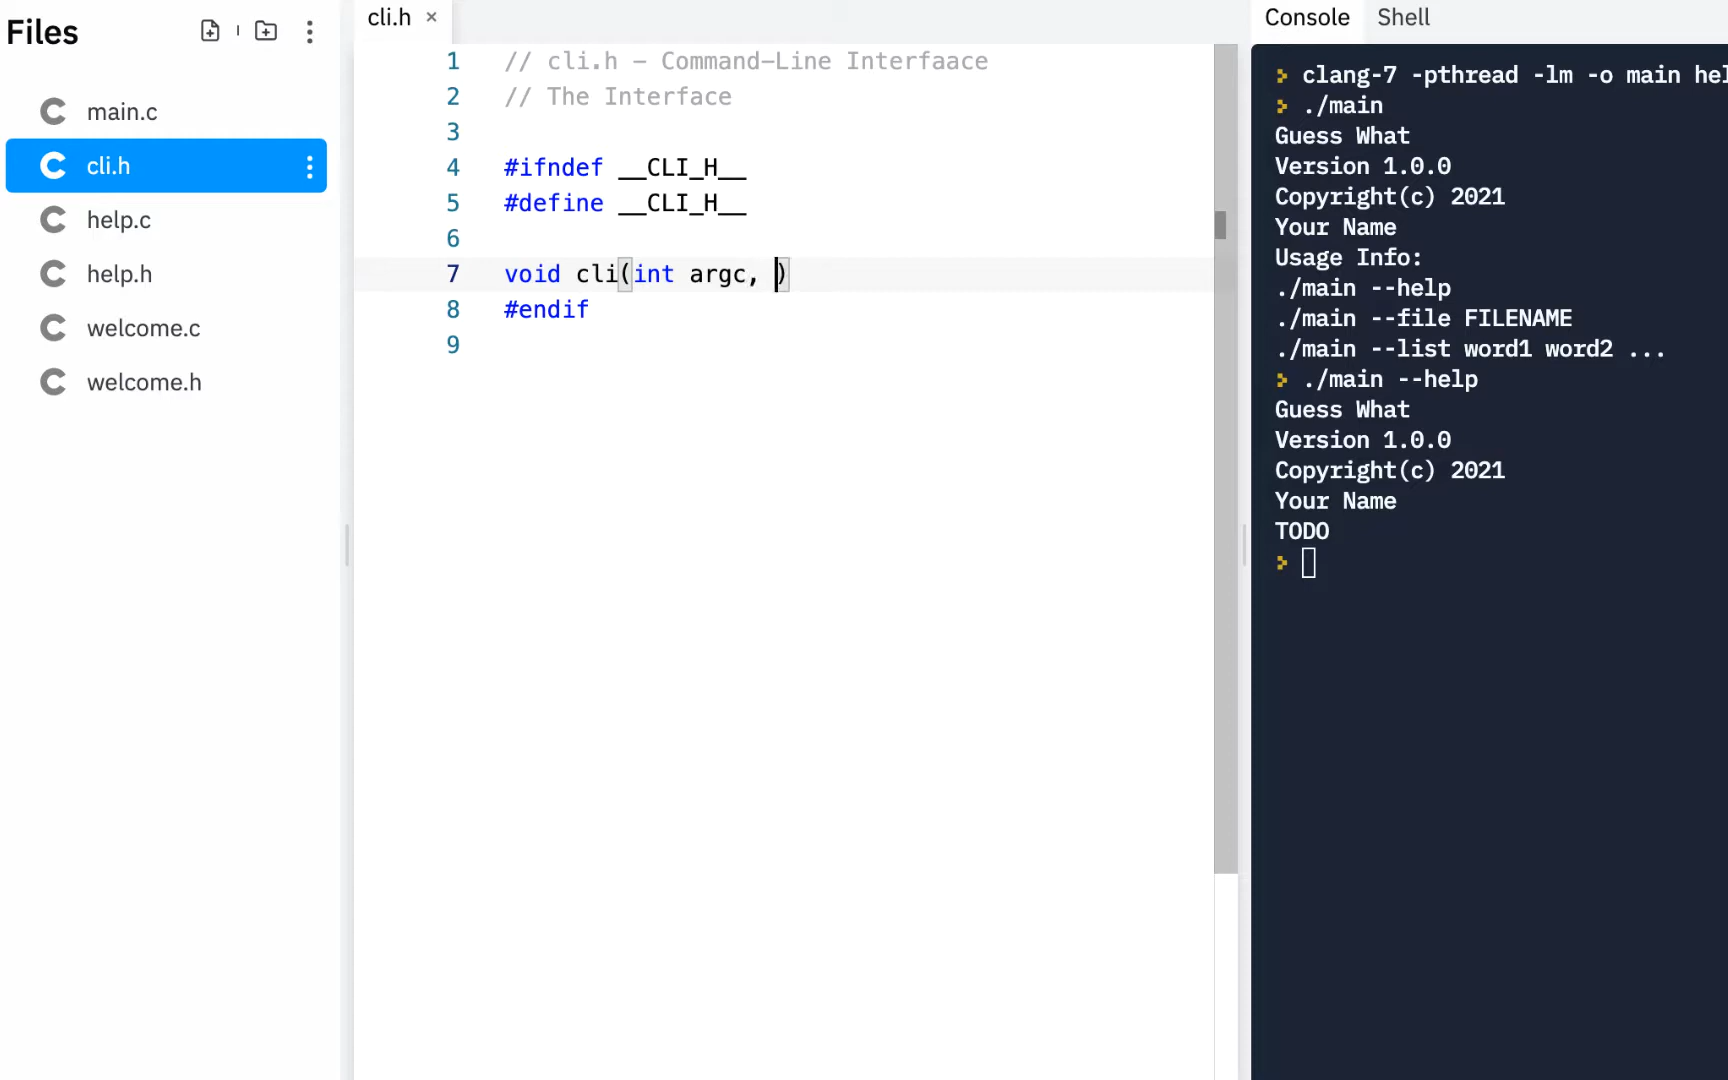 Files
main.c
cli.h
help.c
help.h
welcome.c
welcome.h
cli.h ×
1 // cli.h - Command-Line Interfaace
2 // The Interface
3
4 #ifndef __CLI_H__
5 #define __CLI_H__
6
7 void cli(int argc, )
8 #endif
9
Console Shell
> clang-7 -pthread -lm -o main hel
> ./main
Guess What
Version 1.0.0
Copyright(c) 2021
Your Name
Usage Info:
./main --help
./main --file FILENAME
./main --list word1 word2 ...
> ./main --help
Guess What
Version 1.0.0
Copyright(c) 2021
Your Name
TODO
>